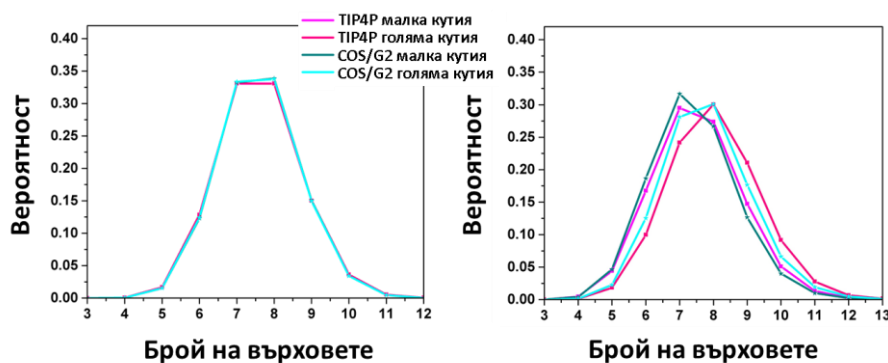 TIP4P малка кутия
TIP4P голяма кутия
COS/G2 малка кутия
COS/G2 голяма кутия
Вероятност
0.40
0.35
0.30
0.25
0.20
0.15
0.10
0.05
0.00
3 4 5 6 7 8 9 10 11 12
Брой на върховете
Вероятност
0.40
0.35
0.30
0.25
0.20
0.15
0.10
0.05
0.00
3 4 5 6 7 8 9 10 11 12 13
Брой на върховете